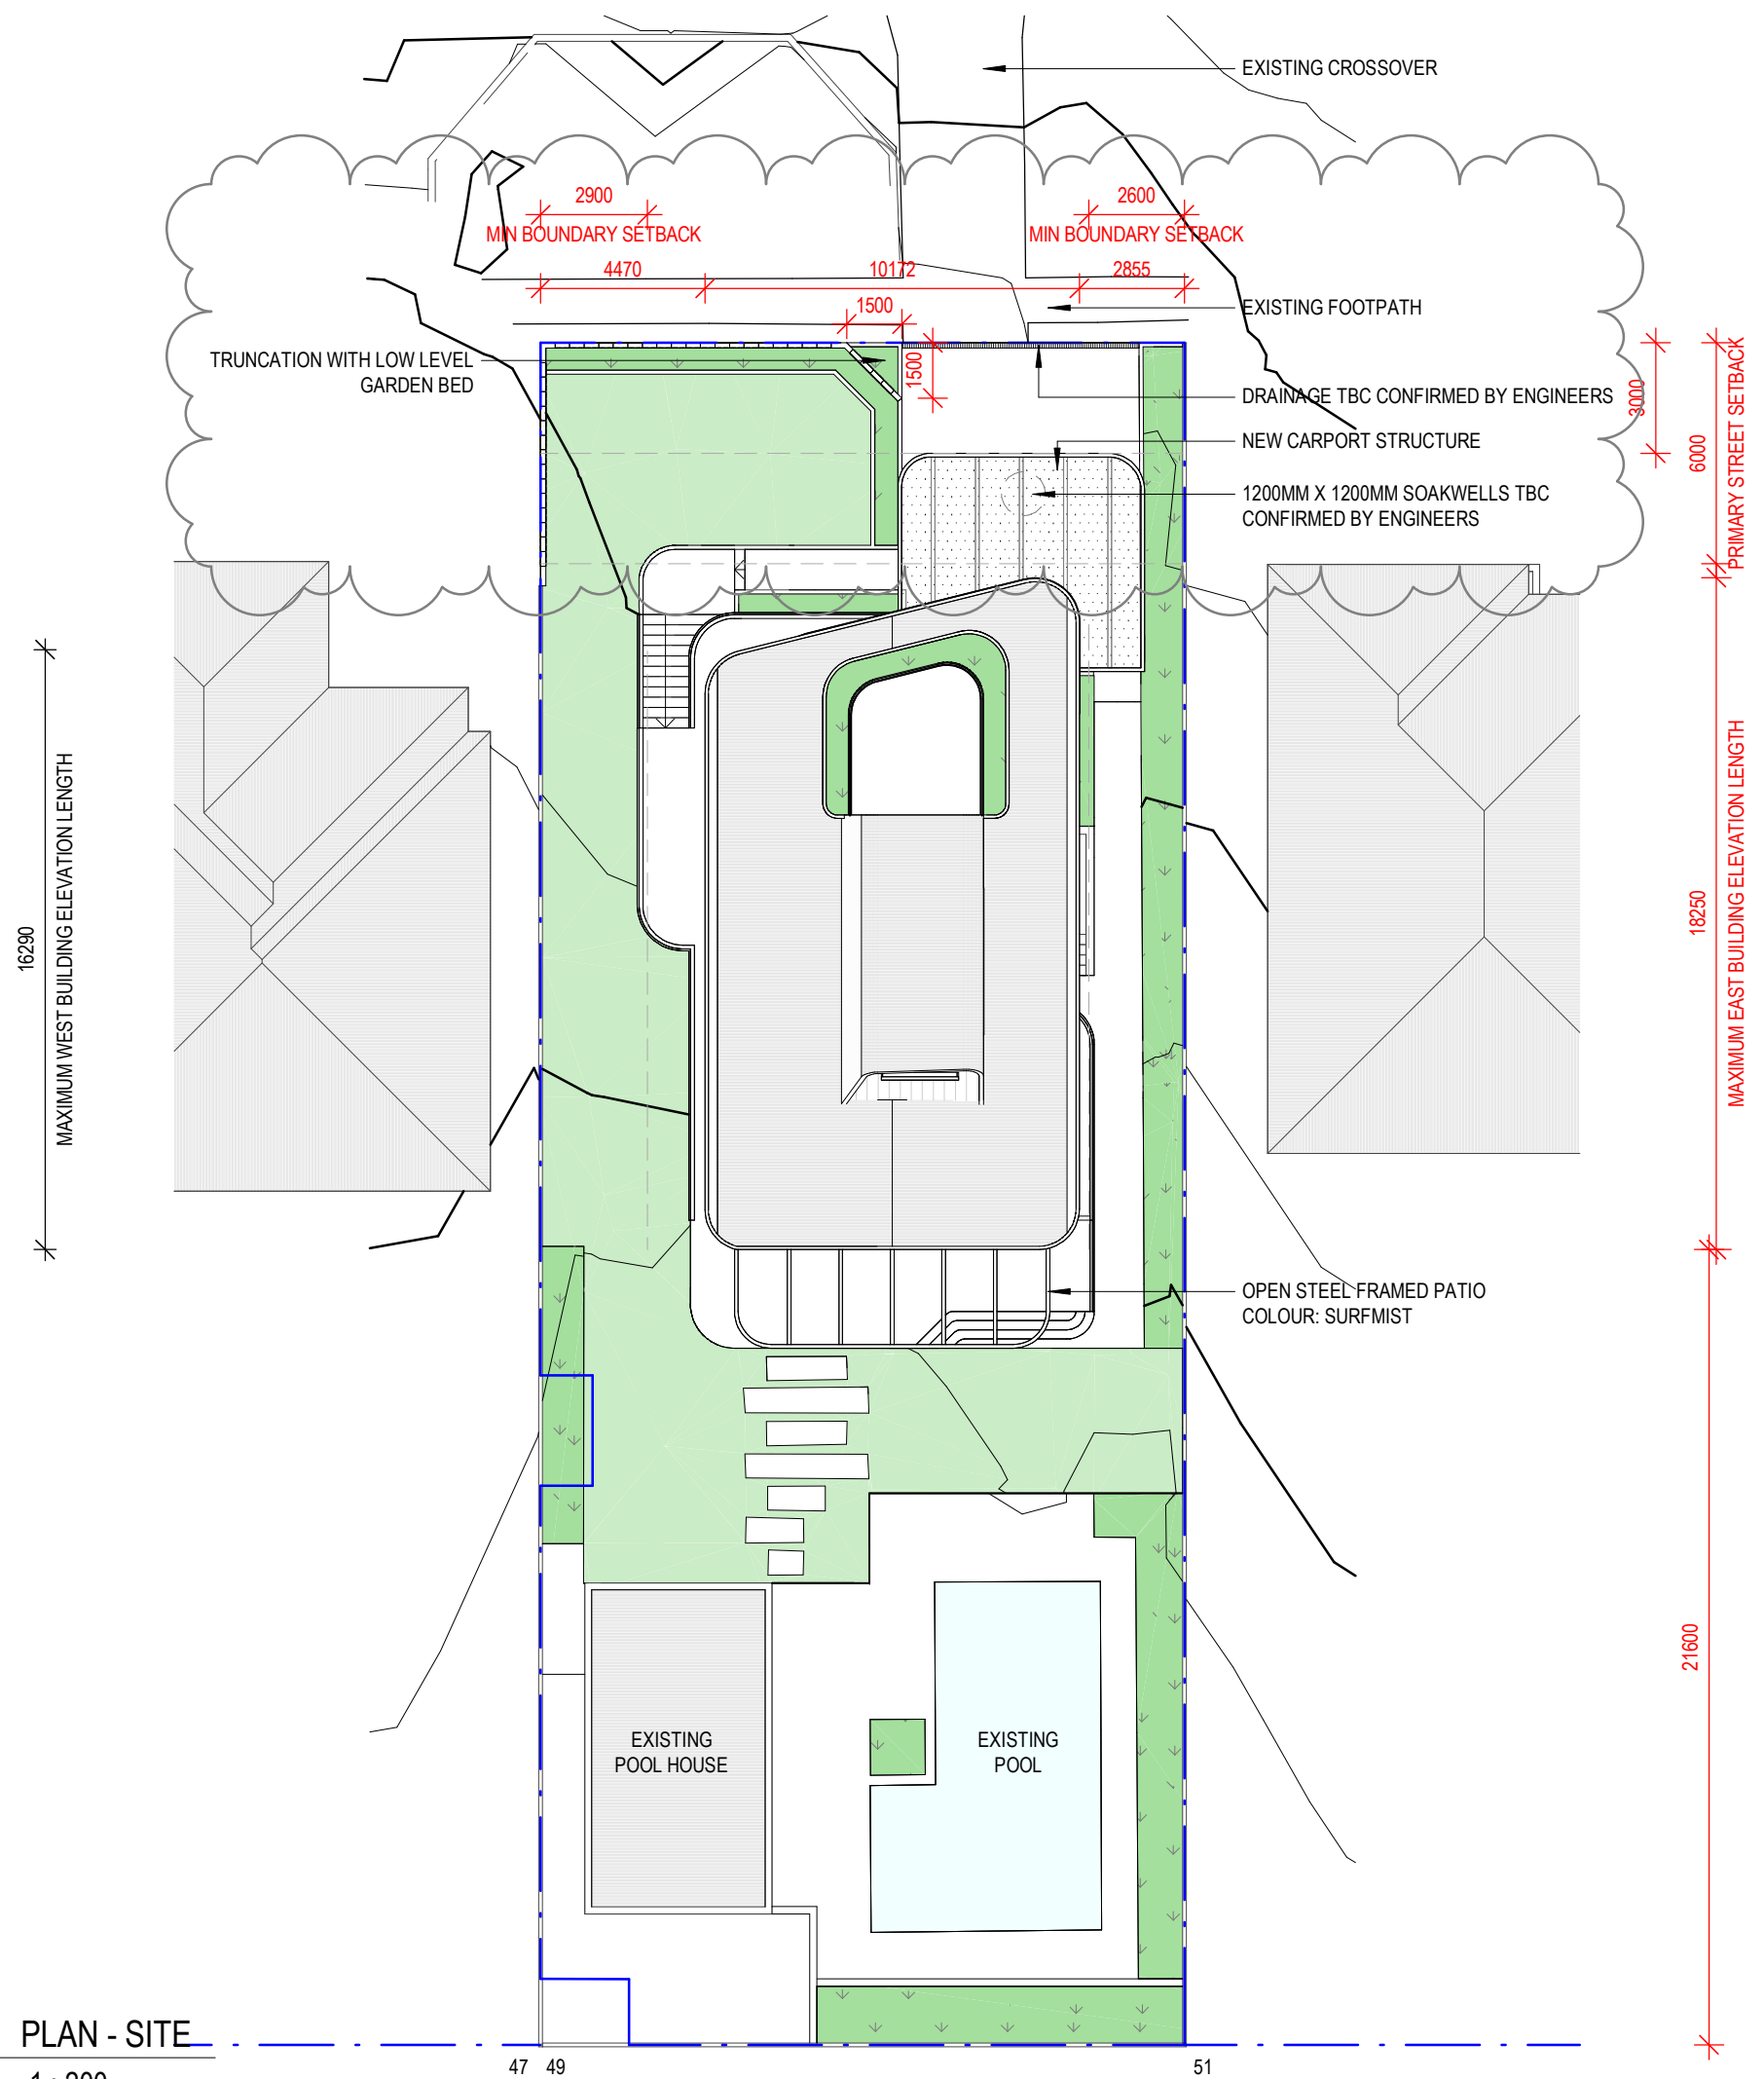 EXISTING CROSSOVER
2900
2600
MIN BOUNDARY SETBACK
MIN BOUNDARY SETBACK
4470
10172
2855
1500
EXISTING FOOTPATH
TRUNCATION WITH LOW LEVEL
GARDEN BED
1500
DRAINAGE TBC CONFIRMED BY ENGINEERS
3000
6000
PRIMARY STREET SETBACK
NEW CARPORT STRUCTURE
1200MM X 1200MM SOAKWELLS TBC
CONFIRMED BY ENGINEERS
16290
MAXIMUM WEST BUILDING ELEVATION LENGTH
18250
MAXIMUM EAST BUILDING ELEVATION LENGTH
OPEN STEEL FRAMED PATIO
COLOUR: SURFMIST
21600
EXISTING
POOL HOUSE
EXISTING
POOL
PLAN - SITE
47 49
51